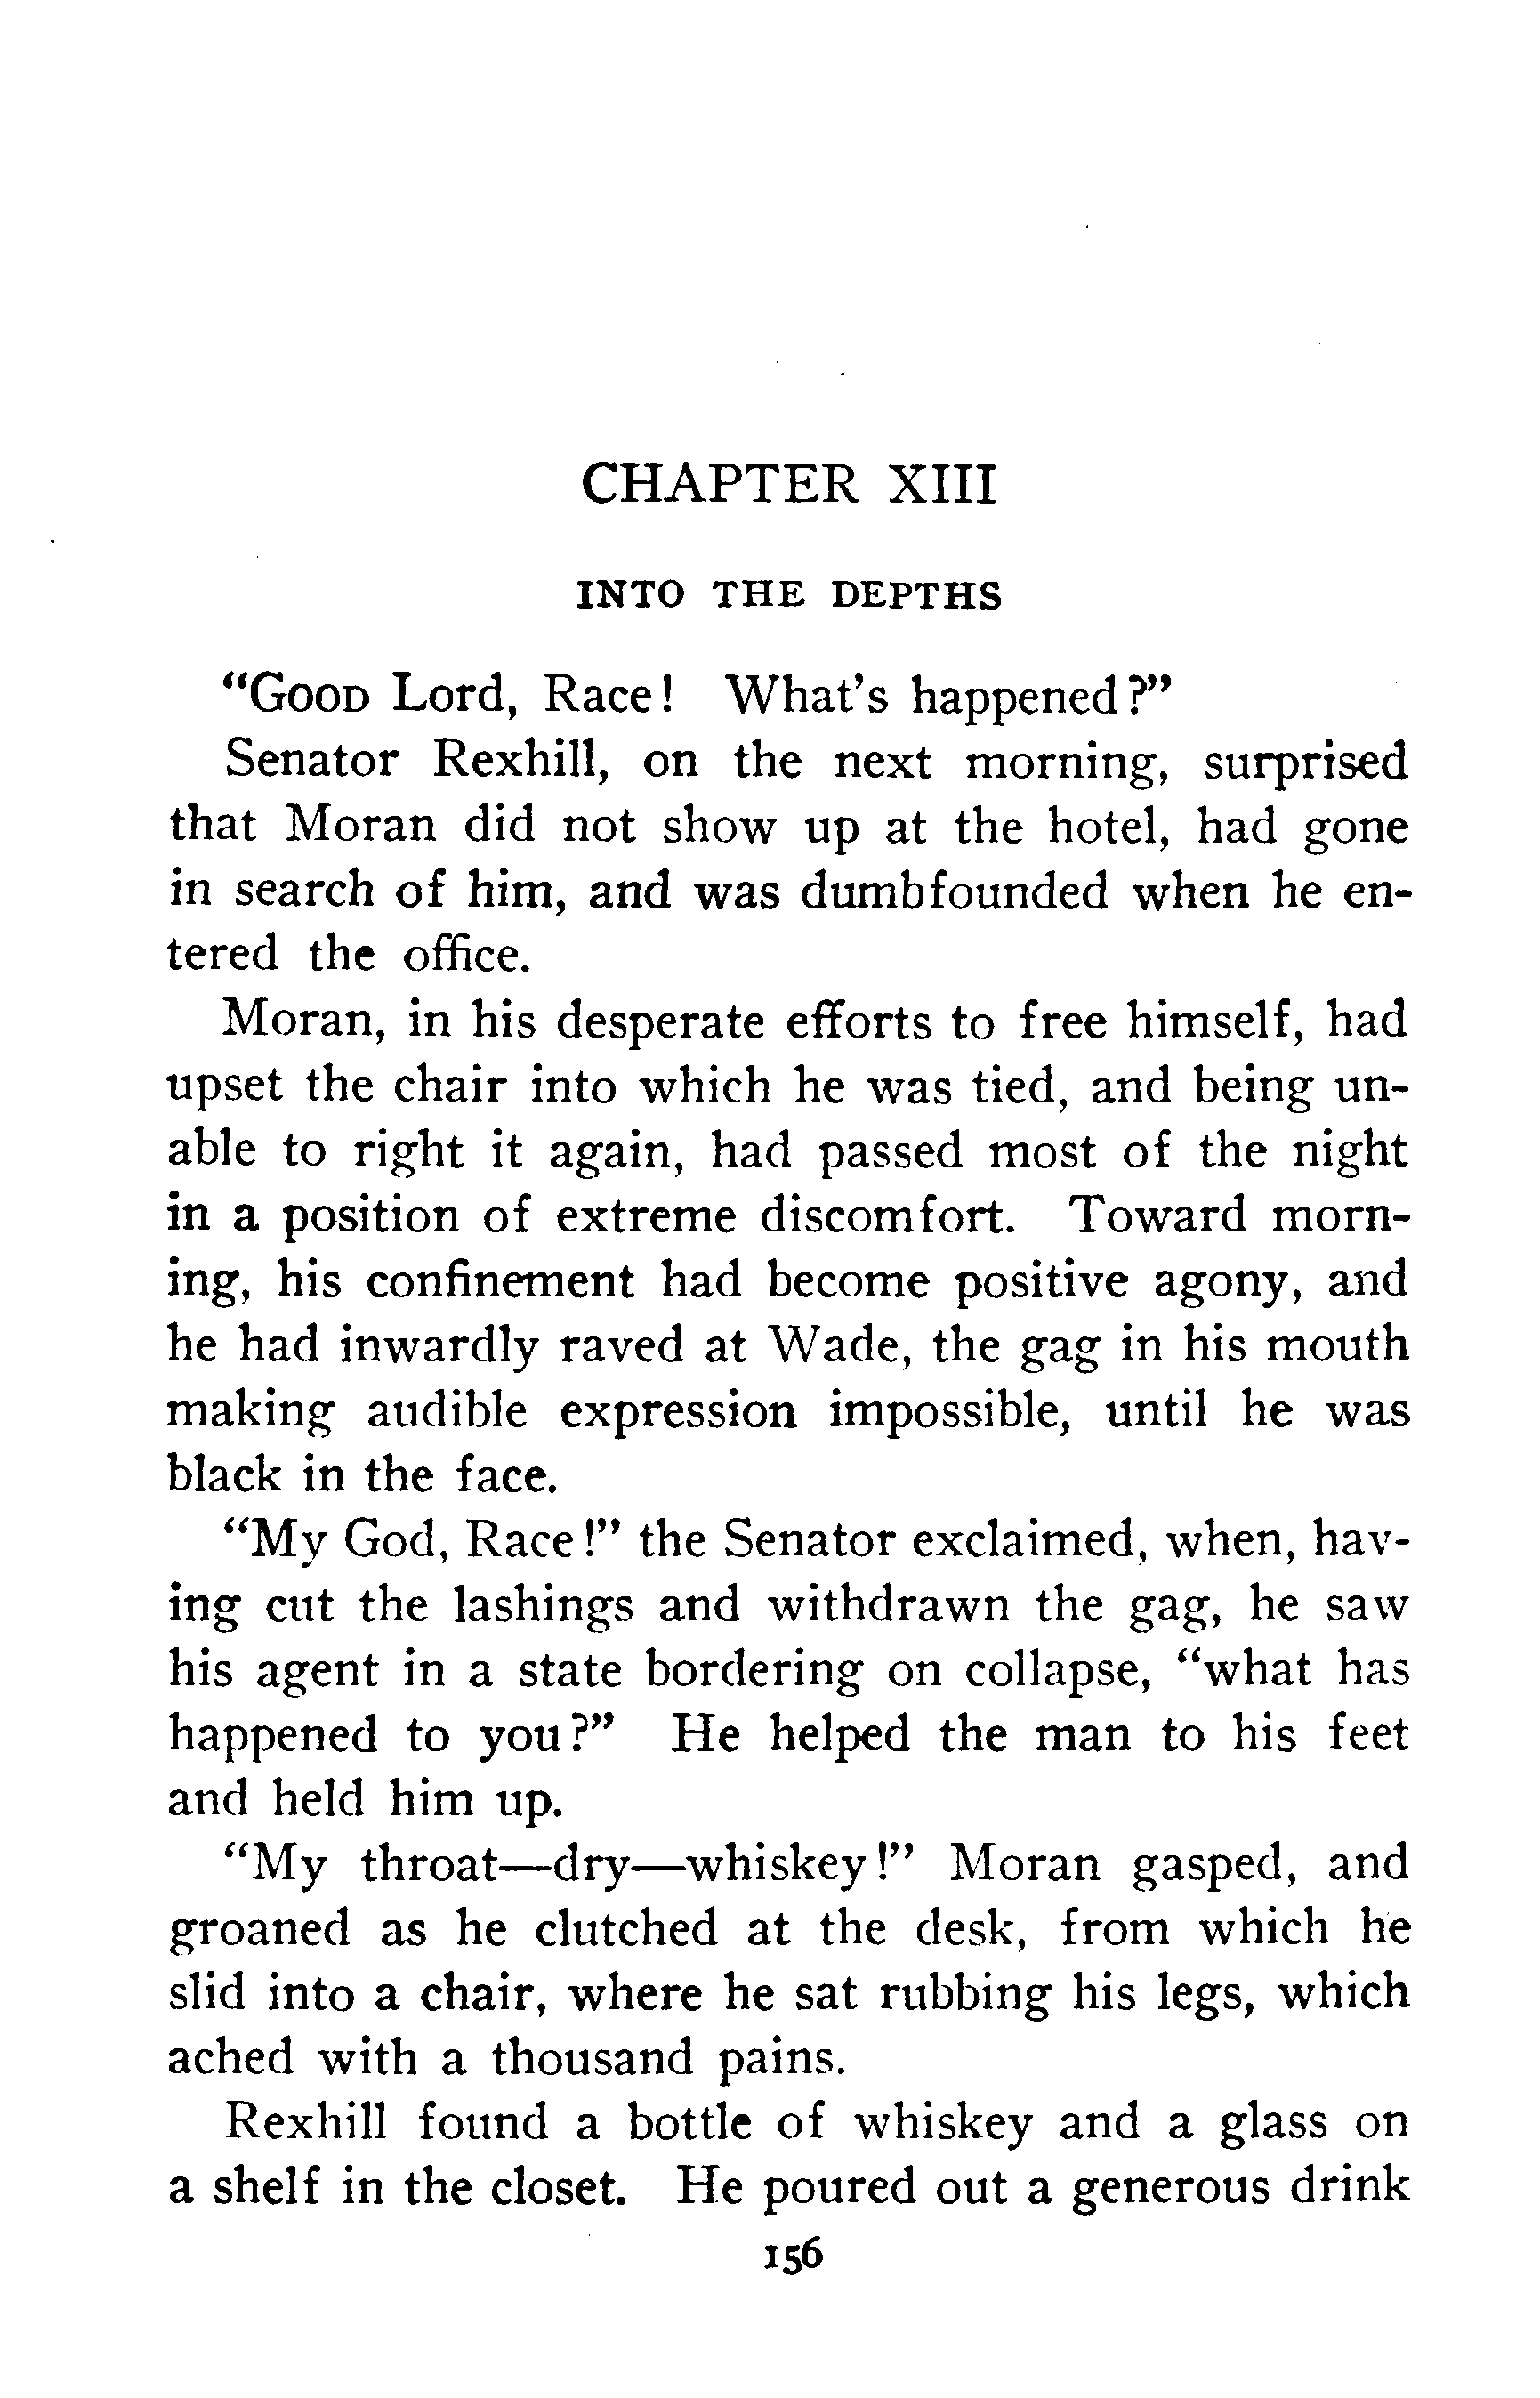 CHAPTER XIII
INTO THE DEPTHS
“GOOD Lord, Race! What’s happened?”
Senator Rexhill, on the next morning, surprised
that Moran did not show up at the hotel, had gone
in search of him, and was dumbfounded when he en-
tered the office.
Moran, in his desperate efforts to free himself, had
upset the chair into which he was tied, and being un-
able to right it again, had passed most of the night
in a position of extreme discomfort. Toward morn-
ing, his confinement had become positive agony, and
he had inwardly raved at Wade, the gag in his mouth
making audible expression impossible, until he was
black in the face.
“My God, Race!” the Senator exclaimed, when, hav-
ing cut the lashings and withdrawn the gag, he saw
his agent in a state bordering on collapse, “what has
happened to you?” He helped the man to his feet
and held him up.
“My throat—dry—whiskey!” Moran gasped, and
groaned as he clutched at the desk, from which he
slid into a chair, where he sat rubbing his legs, which
ached with a thousand pains.
Rexhill found a bottle of whiskey and a glass on
a shelf in the closet. He poured out a generous drink
156